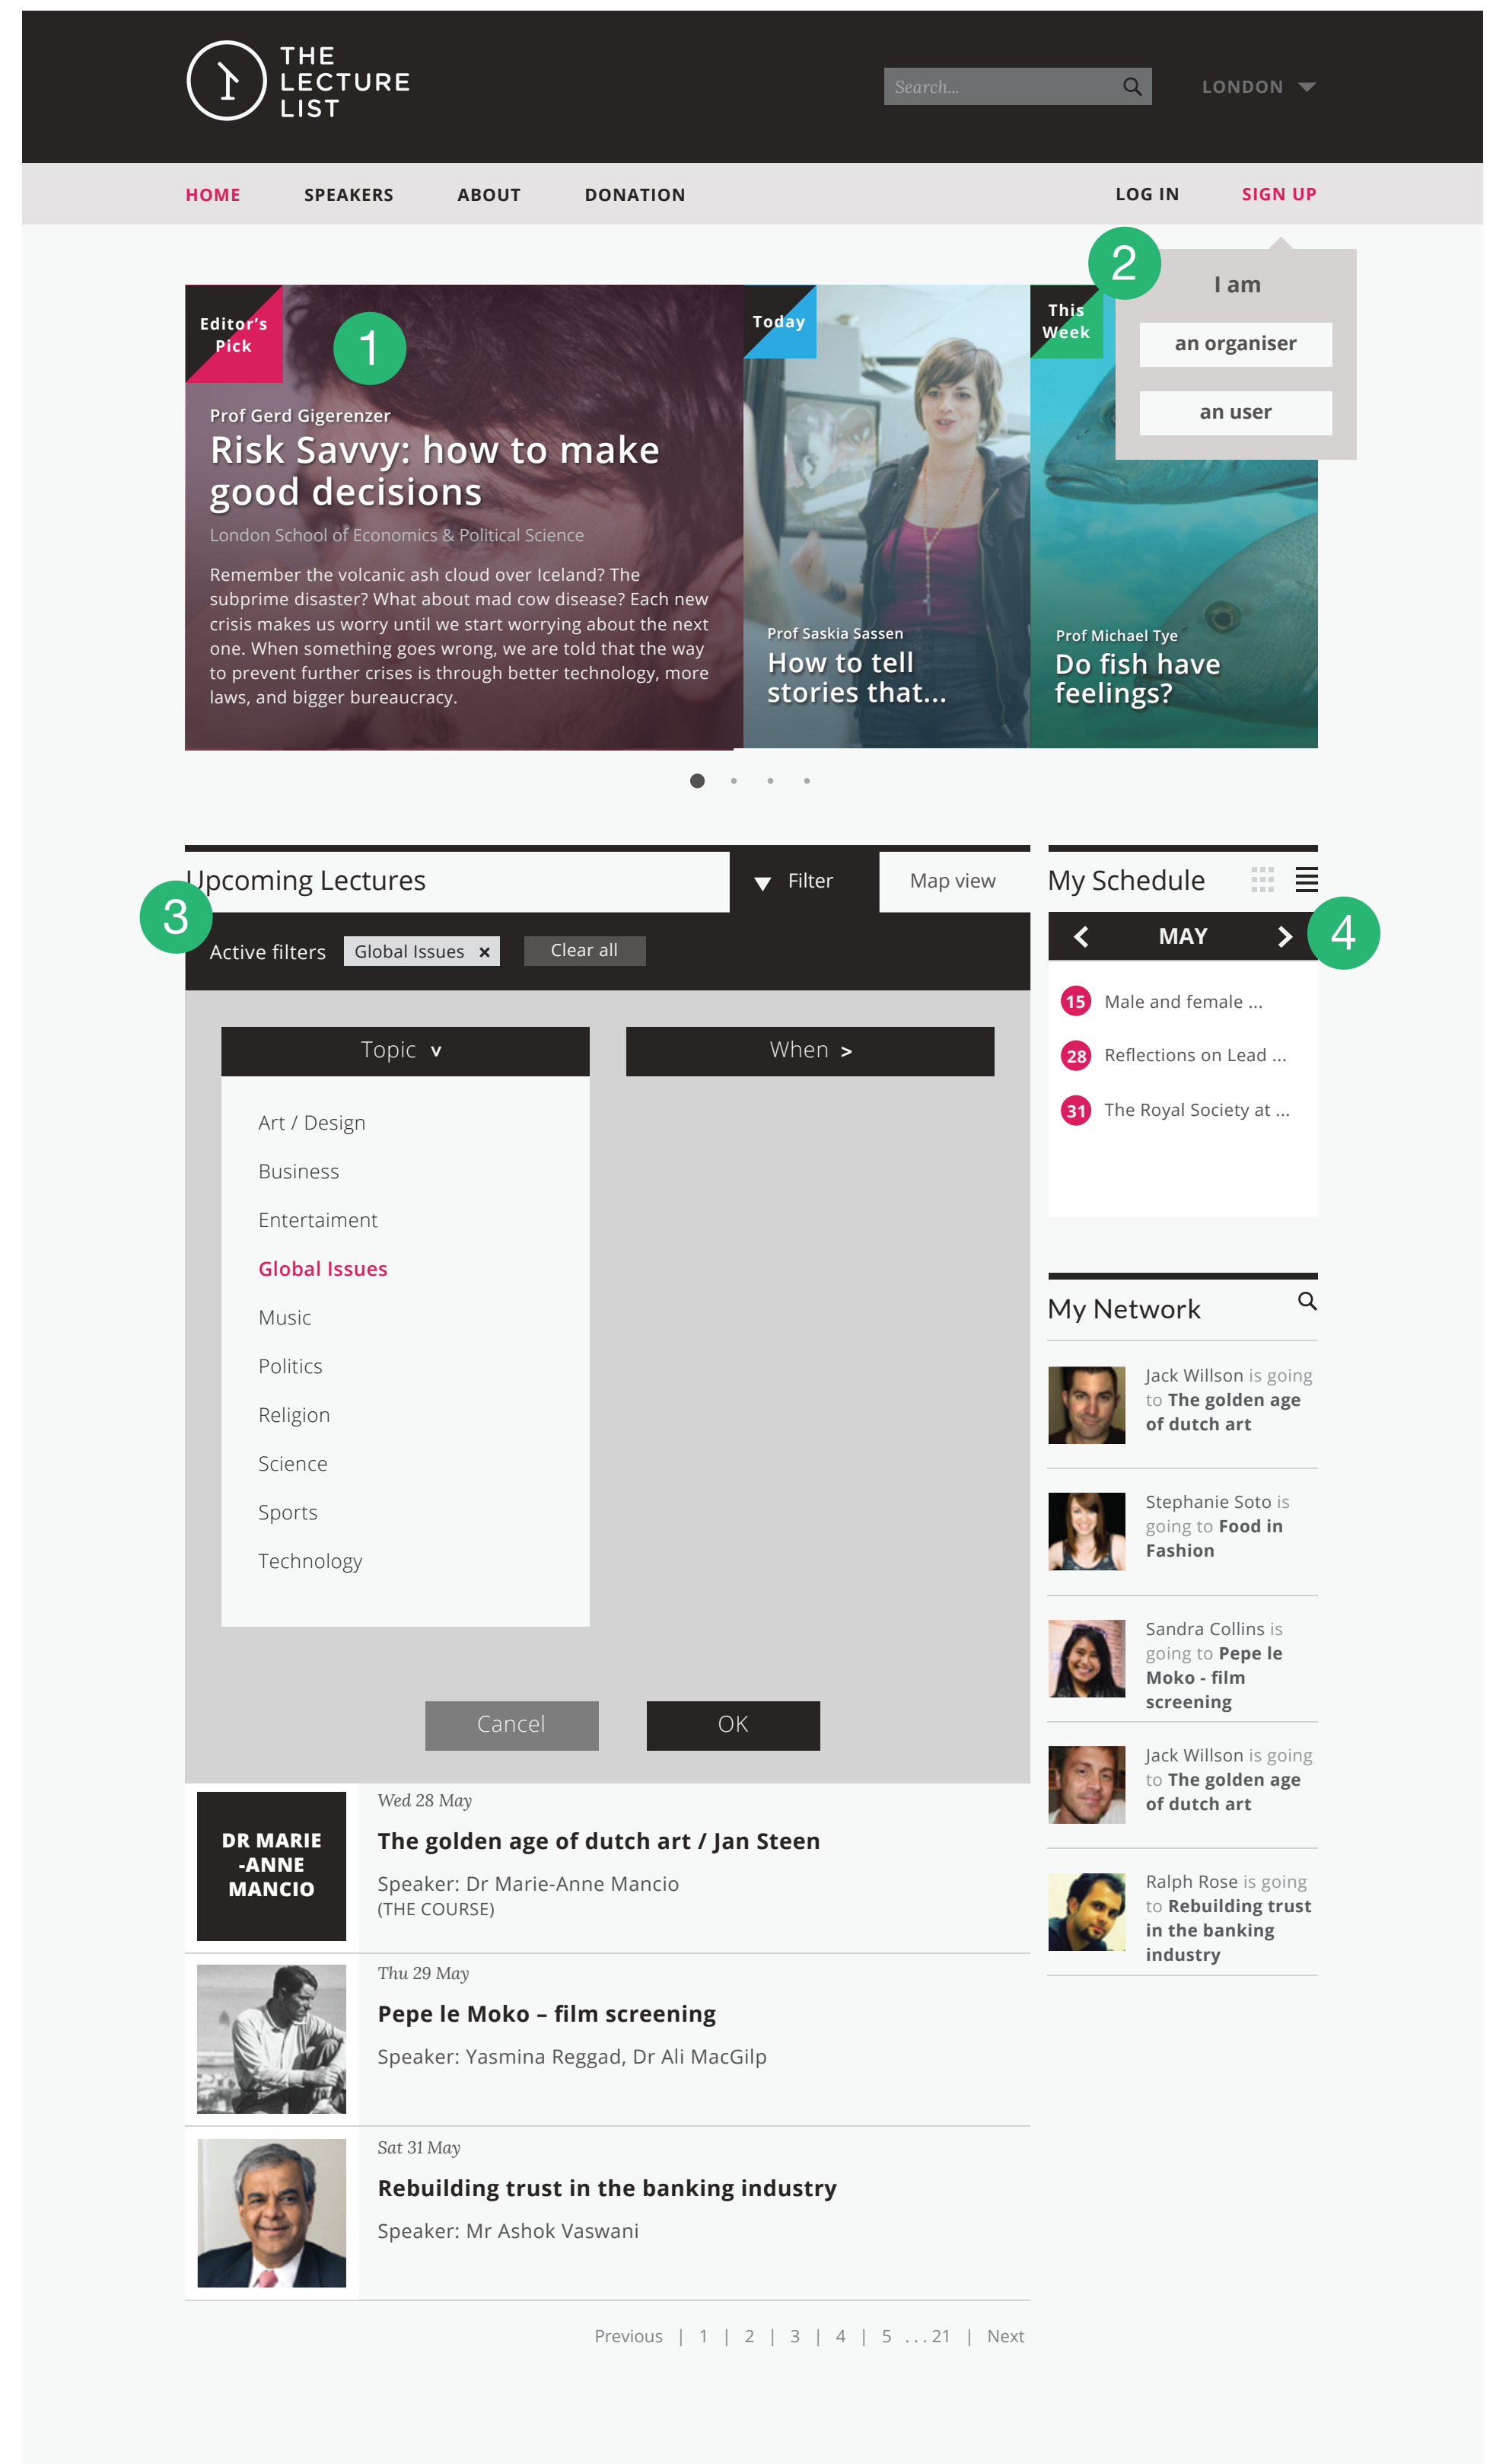 THE
LECTURE
LIST
Search...
LONDON
HOME SPEAKERS ABOUT DONATION LOG IN SIGN UP
2
I am
an organiser
an user
Editor's
Pick
1
Prof Gerd Gigerenzer
Risk Savvy: how to make
good decisions
London School of Economics & Political Science
Remember the volcanic ash cloud over Iceland? The
subprime disaster? What about mad cow disease? Each new
crisis makes us worry until we start worrying about the next
one. When something goes wrong, we are told that the way
to prevent further crises is through better technology, more
laws, and bigger bureaucracy.
Today
Prof Saskia Sassen
How to tell
stories that...
This
Week
Prof Michael Tye
Do fish have
feelings?
Upcoming Lectures
Filter
Map view
3
Active filters Global Issues × Clear all
Topic v
When >
Art / Design
Business
Entertaiment
Global Issues
Music
Politics
Religion
Science
Sports
Technology
Cancel
OK
DR MARIE
-ANNE
MANCIO
Wed 28 May
The golden age of dutch art / Jan Steen
Speaker: Dr Marie-Anne Mancio
(THE COURSE)
Thu 29 May
Pepe le Moko – film screening
Speaker: Yasmina Reggad, Dr Ali MacGilp
Sat 31 May
Rebuilding trust in the banking industry
Speaker: Mr Ashok Vaswani
Previous | 1 | 2 | 3 | 4 | 5 ...21 | Next
My Schedule
4
< MAY >
15 Male and female ...
28 Reflections on Lead ...
31 The Royal Society at ...
My Network
Jack Willson is going
to The golden age
of dutch art
Stephanie Soto is
going to Food in
Fashion
Sandra Collins is
going to Pepe le
Moko - film
screening
Jack Willson is going
to The golden age
of dutch art
Ralph Rose is going
to Rebuilding trust
in the banking
industry